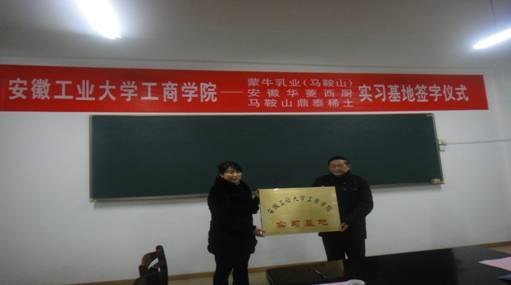 安徽工业大学工商学院—
蒙牛乳业(马鞍山)
安徽华菱西厨
马鞍山鼎泰稀土
实习基地签字仪式
安徽工业大学工商学院
实习基地